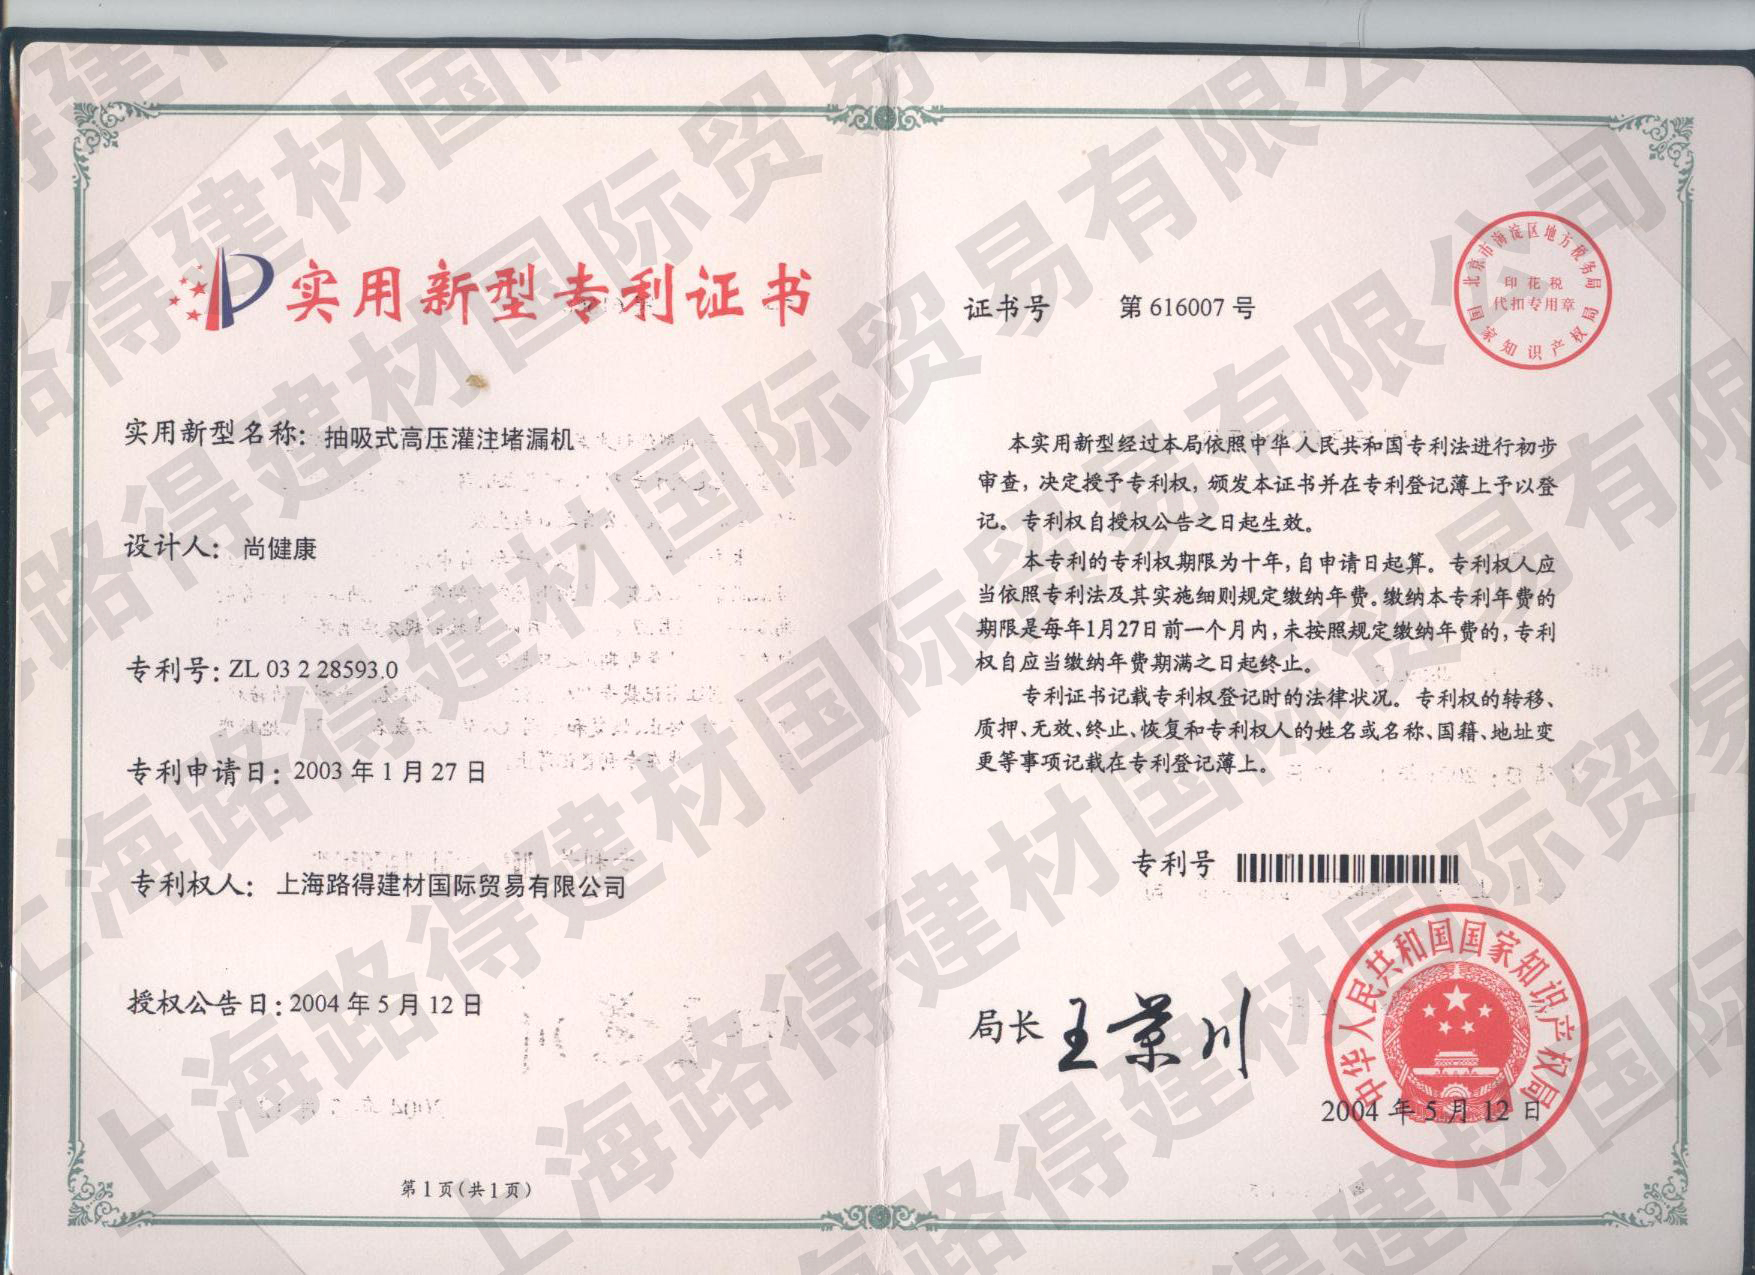 实用新型专利证书
实用新型名称：抽吸式高压灌注堵漏机
设计人：尚健康
专利号：ZL 03 2 28593.0
专利申请日：2003 年 1 月 27 日
专利权人：上海路得建材国际贸易有限公司
授权公告日：2004 年 5 月 12 日
第 1 页（共 1 页）
证书号 第 616007 号
北京市海淀区地方税务局
印花税
代扣专用章
国家知识产权局
本实用新型经过本局依照中华人民共和国专利法进行初步
审查，决定授予专利权，颁发本证书并在专利登记薄上予以登
记。专利权自授权公告之日起生效。
本专利的专利权期限为十年，自申请日起算。专利权人应
当依照专利法及其实施细则规定缴纳年费。缴纳本专利年费的
期限是每年1月27日前一个月内，未按照规定缴纳年费的，专利
权自应当缴纳年费期满之日起终止。
专利证书记载专利权登记时的法律状况。专利权的转移、
质押、无效、终止、恢复和专利权人的姓名或名称、国籍、地址变
更等事项记载在专利登记薄上。
专利号
局长 王景川
中华人民共和国国家知识产权局
2004 年 5 月 12 日
上海路得建材国际贸易有限公司